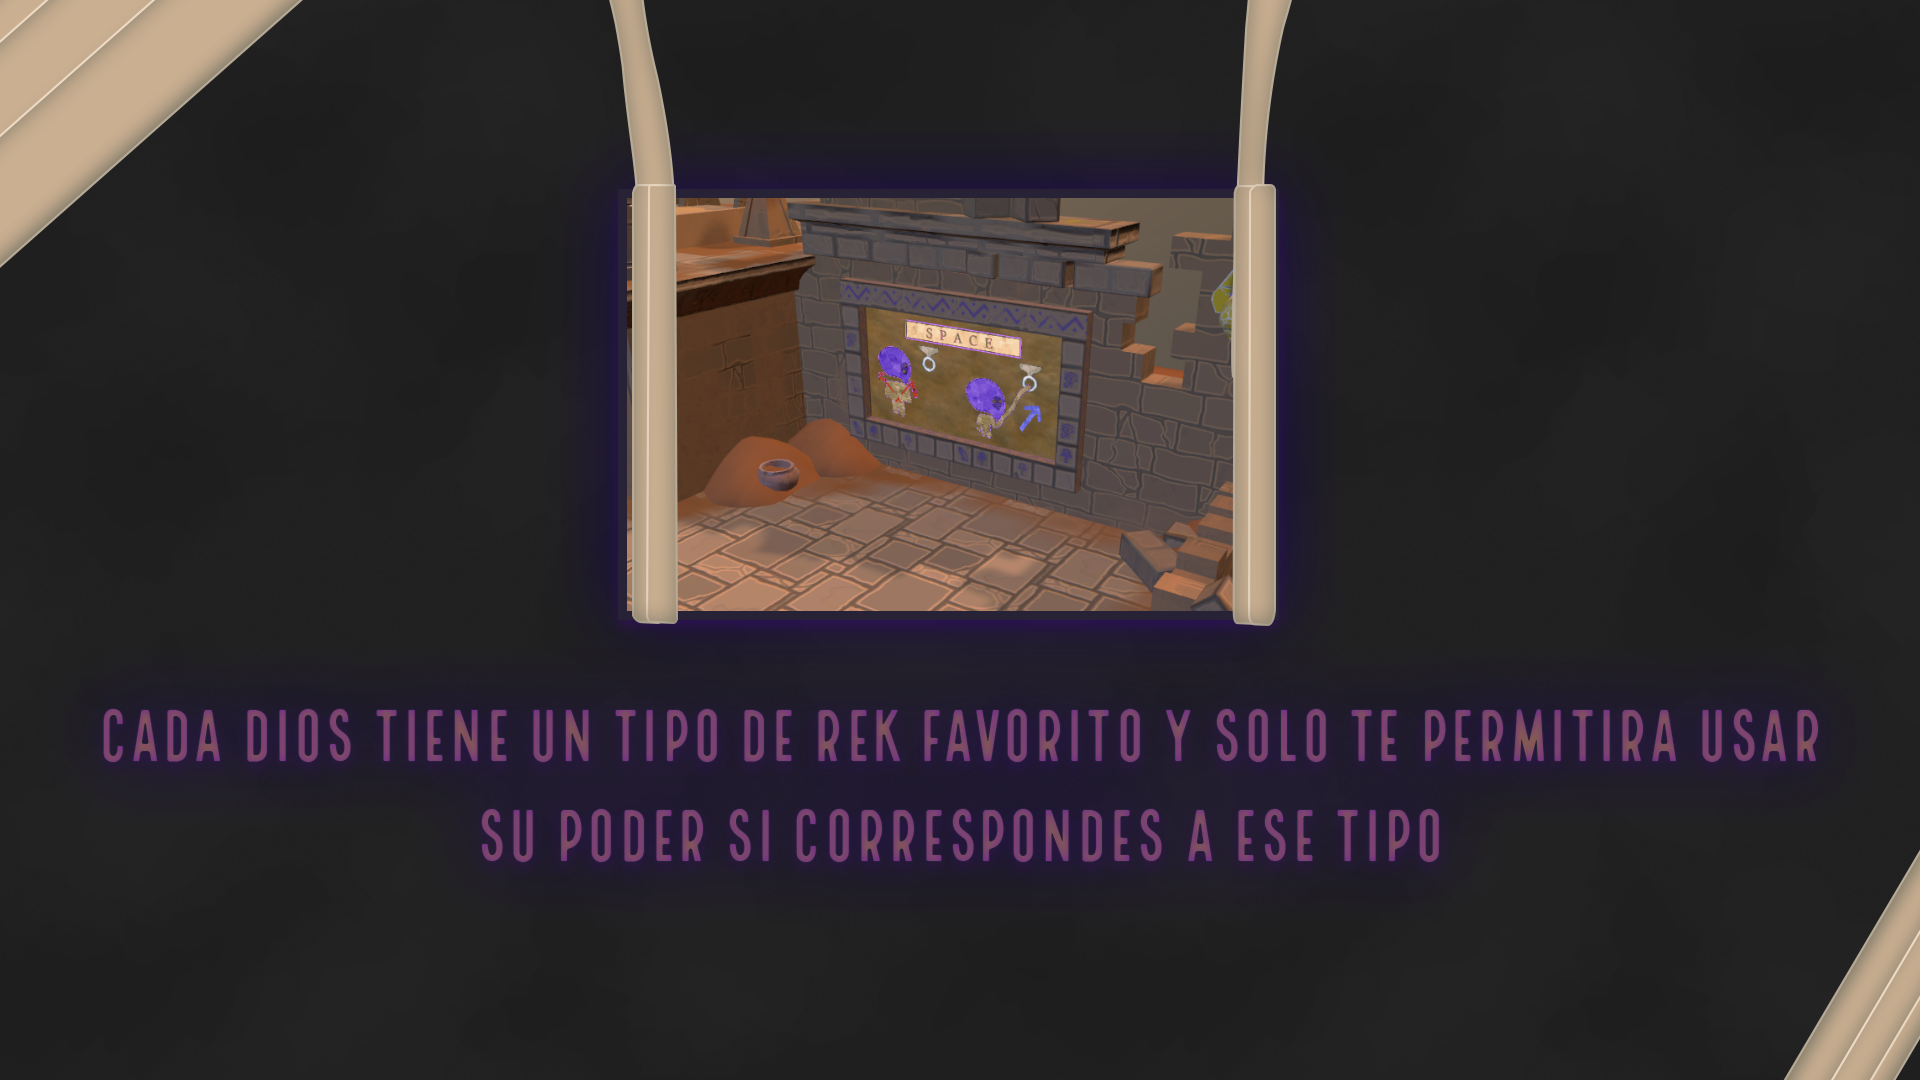 SPACE
CADA DIOS TIENE UN TIPO DE REK FAVORITO Y SOLO TE PERMITIRA USAR
SU PODER SI CORRESPONDES A ESE TIPO